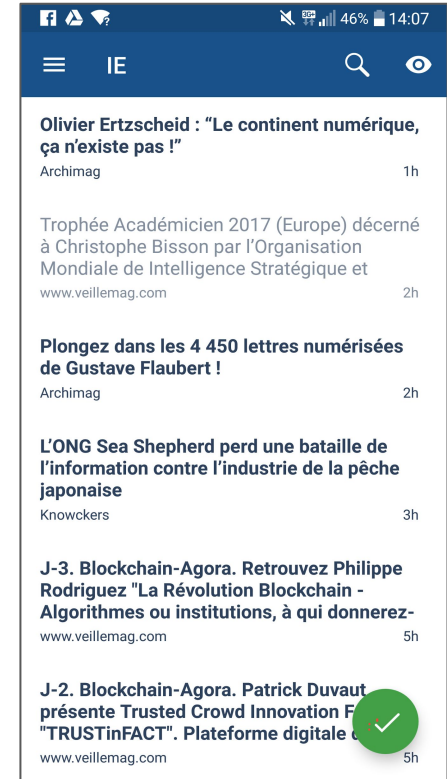 46% 14:07
IE
Olivier Ertzscheid : “Le continent numérique,
ça n’existe pas !”
Archimag 1h
Trophée Académicien 2017 (Europe) décerné
à Christophe Bisson par l’Organisation
Mondiale de Intelligence Stratégique et
www.veillemag.com 2h
Plongez dans les 4 450 lettres numérisées
de Gustave Flaubert !
Archimag 2h
L’ONG Sea Shepherd perd une bataille de
l’information contre l’industrie de la pêche
japonaise
Knowckers 3h
J-3. Blockchain-Agora. Retrouvez Philippe
Rodriguez "La Révolution Blockchain -
Algorithmes ou institutions, à qui donnerez-
www.veillemag.com 5h
J-2. Blockchain-Agora. Patrick Duvaut
présente Trusted Crowd Innovation
"TRUSTinFACT". Plateforme digitale
www.veillemag.com 5h